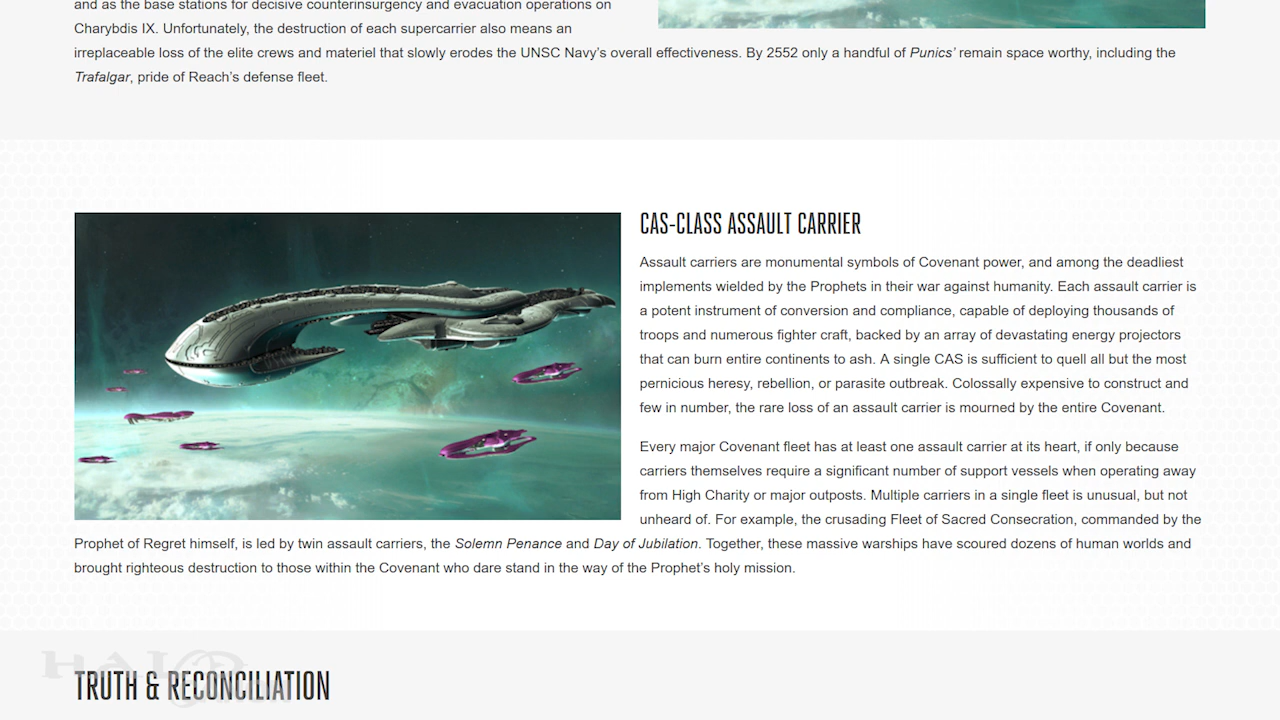 and as the base stations for decisive counterinsurgency and evacuation operations on
Charybdis IX. Unfortunately, the destruction of each supercarrier also means an
irreplaceable loss of the elite crews and materiel that slowly erodes the UNSC Navy’s overall effectiveness. By 2552 only a handful of Punics’ remain space worthy, including the
Trafalgar, pride of Reach’s defense fleet.
CAS-CLASS ASSAULT CARRIER
Assault carriers are monumental symbols of Covenant power, and among the deadliest
implements wielded by the Prophets in their war against humanity. Each assault carrier is
a potent instrument of conversion and compliance, capable of deploying thousands of
troops and numerous fighter craft, backed by an array of devastating energy projectors
that can burn entire continents to ash. A single CAS is sufficient to quell all but the most
pernicious heresy, rebellion, or parasite outbreak. Colossally expensive to construct and
few in number, the rare loss of an assault carrier is mourned by the entire Covenant.
Every major Covenant fleet has at least one assault carrier at its heart, if only because
carriers themselves require a significant number of support vessels when operating away
from High Charity or major outposts. Multiple carriers in a single fleet is unusual, but not
unheard of. For example, the crusading Fleet of Sacred Consecration, commanded by the
Prophet of Regret himself, is led by twin assault carriers, the Solemn Penance and Day of Jubilation. Together, these massive warships have scoured dozens of human worlds and
brought righteous destruction to those within the Covenant who dare stand in the way of the Prophet’s holy mission.
HALO
TRUTH & RECONCILIATION